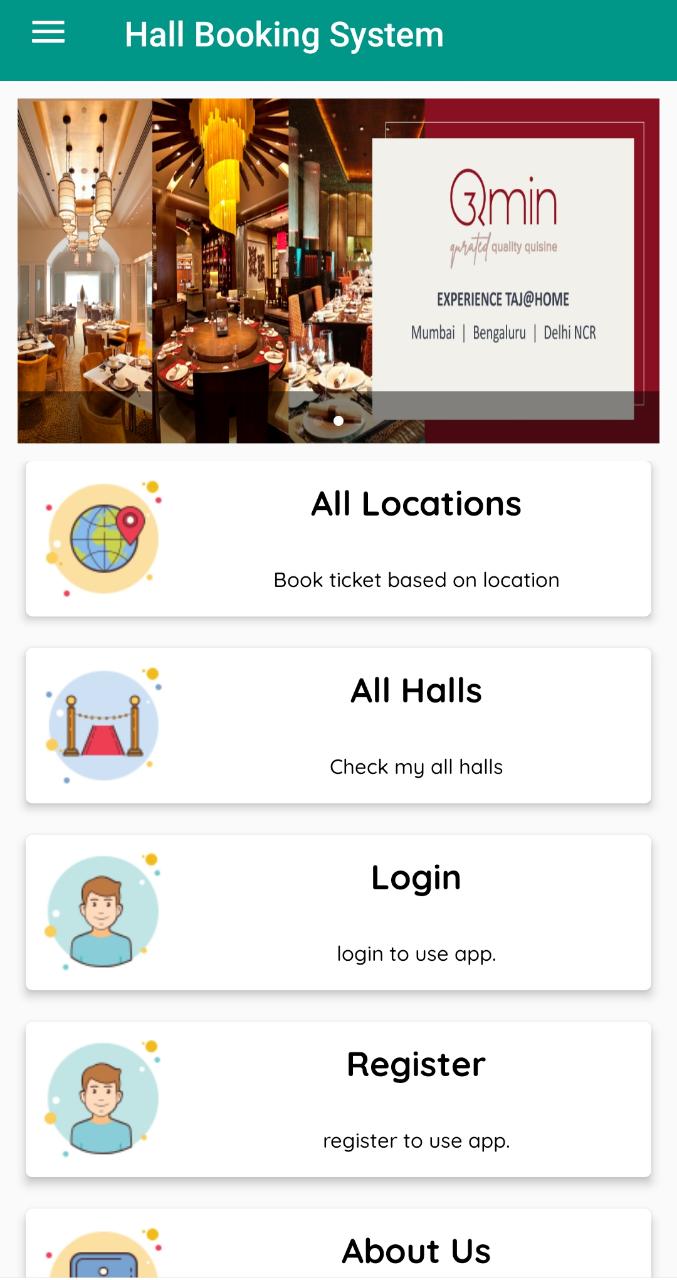 Hall Booking System
Qmin
qurated quality quisine
EXPERIENCE TAJ@HOME
Mumbai | Bengaluru | Delhi NCR
All Locations
Book ticket based on location
All Halls
Check my all halls
Login
login to use app.
Register
register to use app.
About Us